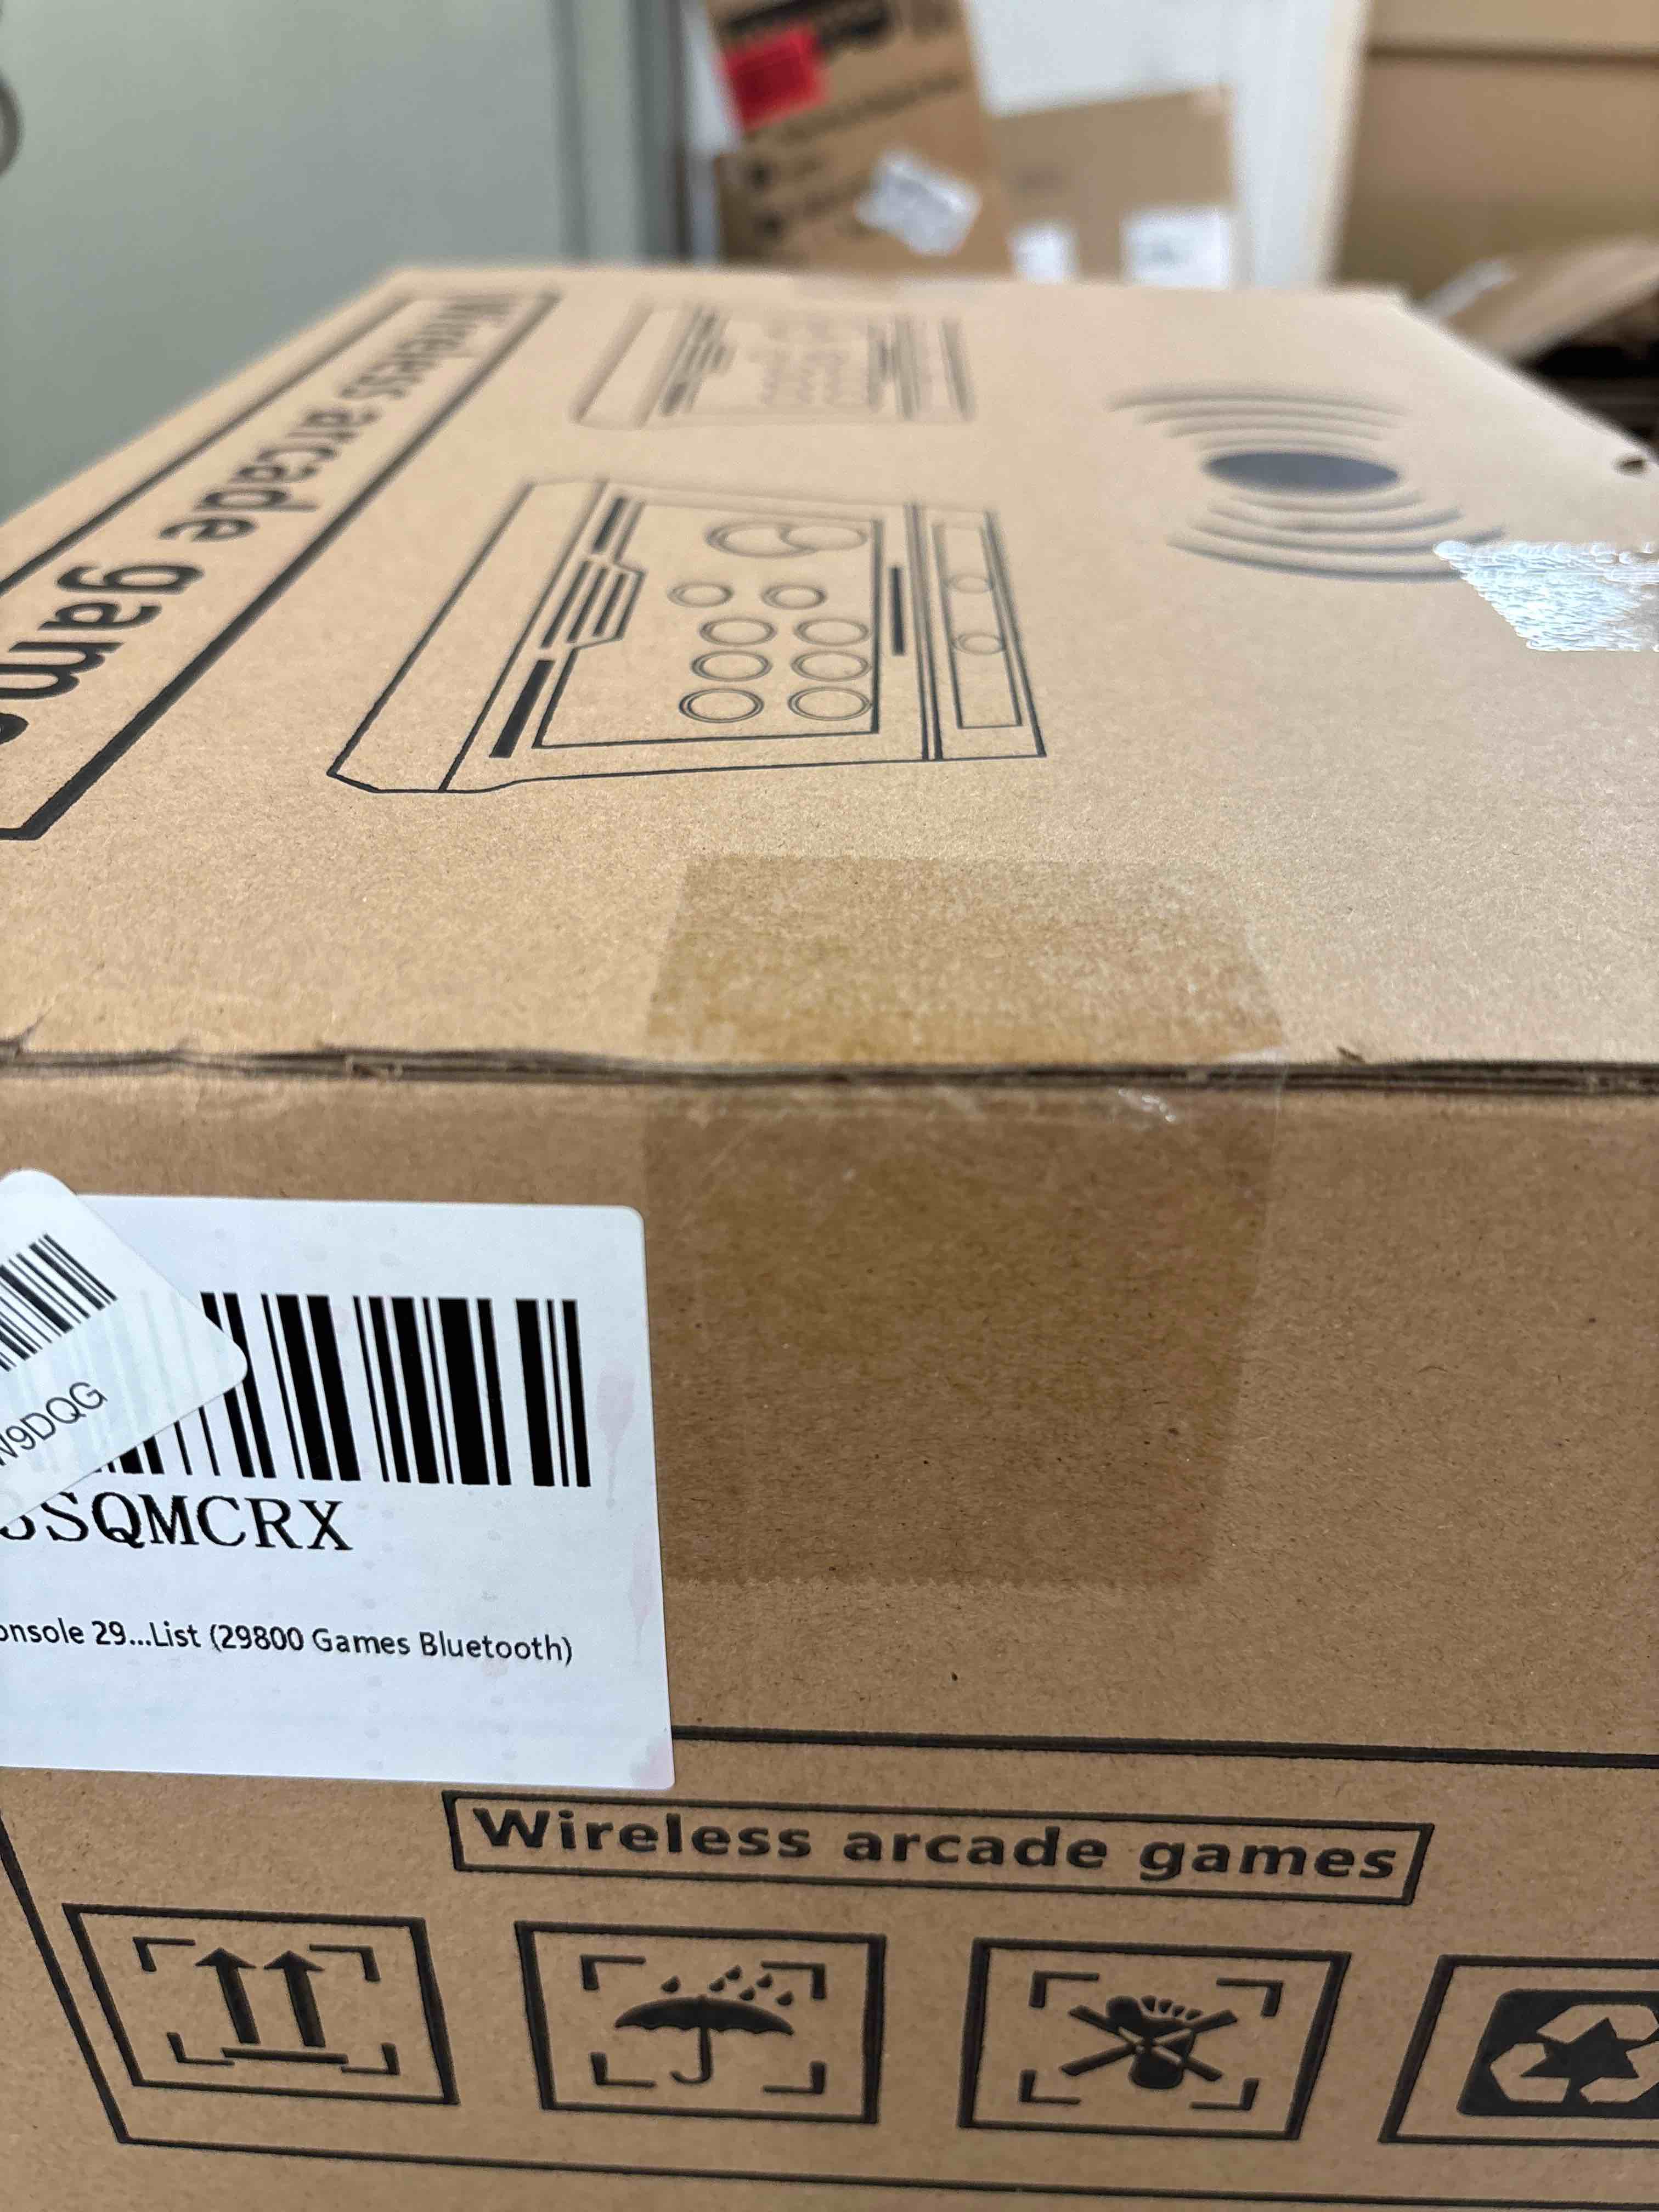 Wireless arcade game
W9DQG
SSQMCRX
onsole 29...List (29800 Games Bluetooth)
Wireless arcade games